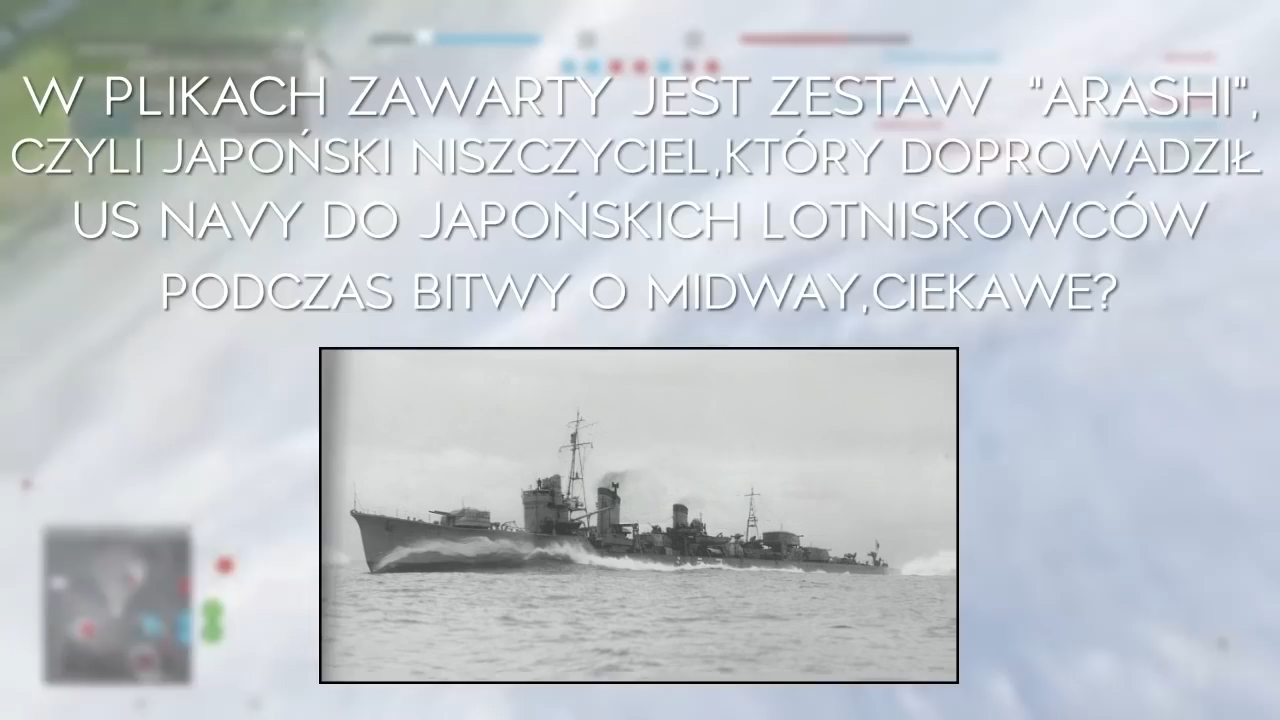 W PLIKACH ZAWARTY JEST ZESTAW "ARASHI",
CZYLI JAPOŃSKI NISZCZYCIEL,KTÓRY DOPROWADZIŁ
US NAVY DO JAPOŃSKICH LOTNISKOWCÓW
PODCZAS BITWY O MIDWAY,CIEKAWE?